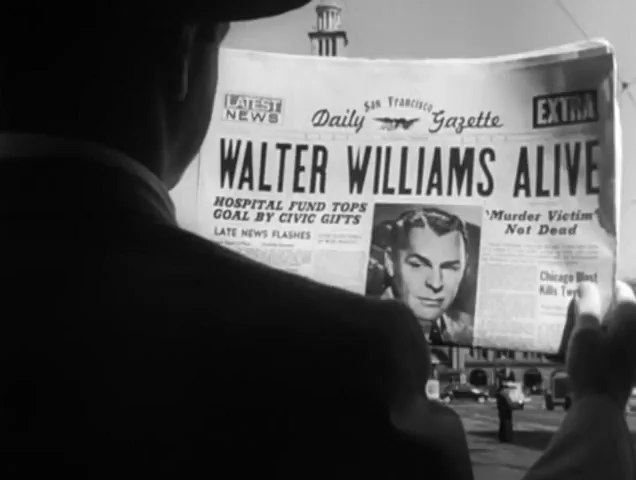 LATEST
NEWS
San Francisco
Daily Gazette
EXTRA
WALTER WILLIAMS ALIVE
HOSPITAL FUND TOPS
GOAL BY CIVIC GIFTS
LATE NEWS FLASHES
'Murder Victim'
Not Dead
Chicago Blast
Kills